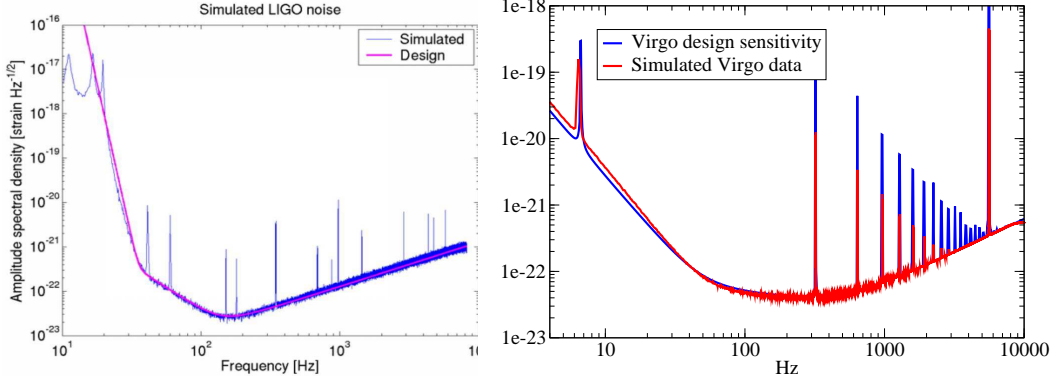 Simulated LIGO noise
Amplitude spectral density [strain Hz^-1/2]
10^-16
10^-17
10^-18
10^-19
10^-20
10^-21
10^-22
10^-23
Simulated
Design
10^1
10^2
10^3
Frequency [Hz]
1e-18
1e-19
1e-20
1e-21
1e-22
1e-23
Virgo design sensitivity
Simulated Virgo data
10
100
1000
10000
Hz